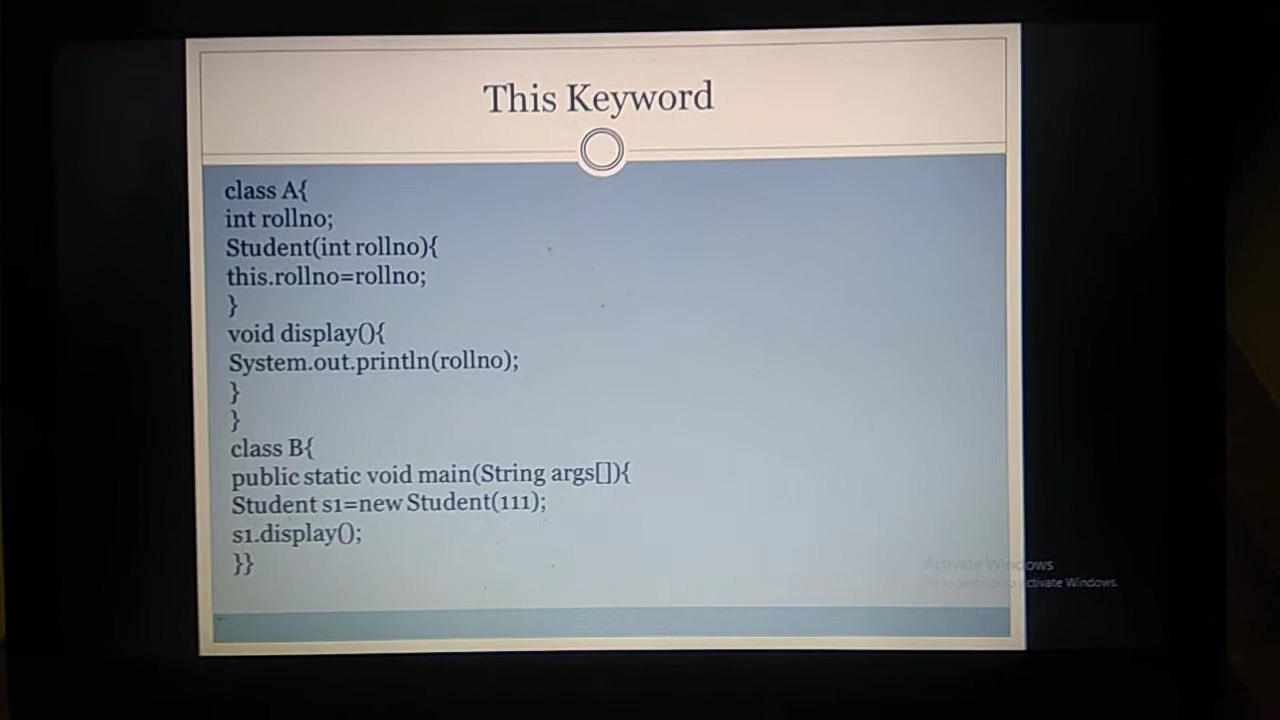 This Keyword
class A{
int rollno;
Student(int rollno){
this.rollno=rollno;
}
void display(){
System.out.println(rollno);
}
}
class B{
public static void main(String args[]){
Student s1=new Student(111);
s1.display();
}}
Activate Windows
Go to Settings to activate Windows.